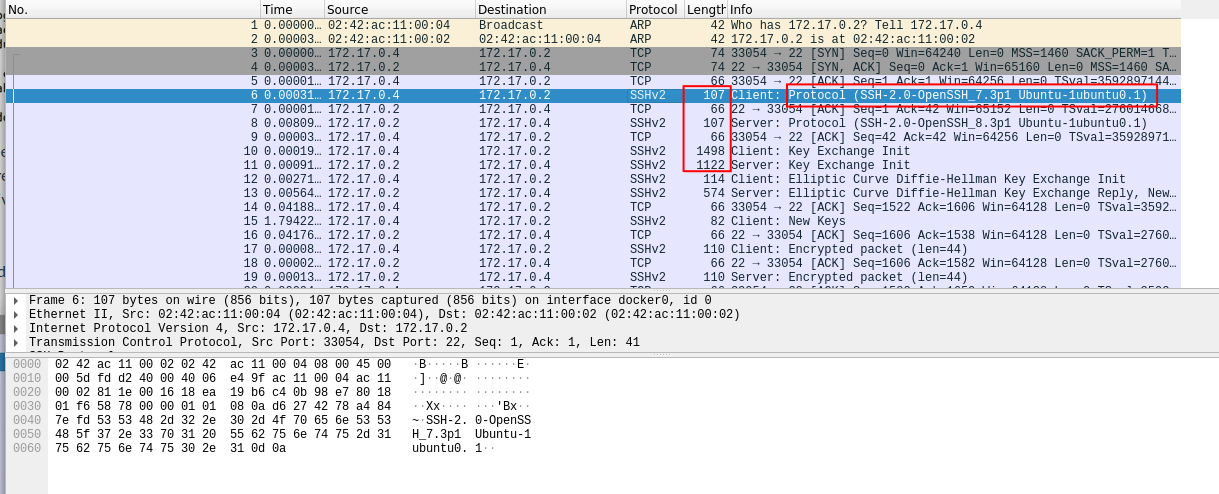 No. Time Source Destination Protocol Length Info
1 0.00000… 02:42:ac:11:00:04 Broadcast ARP 42 Who has 172.17.0.2? Tell 172.17.0.4
2 0.00003… 02:42:ac:11:00:02 02:42:ac:11:00:04 ARP 42 172.17.0.2 is at 02:42:ac:11:00:02
3 0.00000… 172.17.0.4 172.17.0.2 TCP 74 33054 → 22 [SYN] Seq=0 Win=64240 Len=0 MSS=1460 SACK_PERM=1 T…
4 0.00003… 172.17.0.2 172.17.0.4 TCP 74 22 → 33054 [SYN, ACK] Seq=0 Ack=1 Win=65160 Len=0 MSS=1460 SA…
5 0.00001… 172.17.0.4 172.17.0.2 TCP 66 33054 → 22 [ACK] Seq=1 Ack=1 Win=64256 Len=0 TSval=3592897144…
6 0.00031… 172.17.0.4 172.17.0.2 SSHv2 107 Client: Protocol (SSH-2.0-OpenSSH_7.3p1 Ubuntu-1ubuntu0.1)
7 0.00001… 172.17.0.2 172.17.0.4 TCP 66 22 → 33054 [ACK] Seq=1 Ack=42 Win=65152 Len=0 TSval=276014668…
8 0.00809… 172.17.0.2 172.17.0.4 SSHv2 107 Server: Protocol (SSH-2.0-OpenSSH_8.3p1 Ubuntu-1ubuntu0.1)
9 0.00003… 172.17.0.4 172.17.0.2 TCP 66 33054 → 22 [ACK] Seq=42 Ack=42 Win=64256 Len=0 TSval=35928971…
10 0.00019… 172.17.0.4 172.17.0.2 SSHv2 1498 Client: Key Exchange Init
11 0.00091… 172.17.0.2 172.17.0.4 SSHv2 1122 Server: Key Exchange Init
12 0.00271… 172.17.0.4 172.17.0.2 SSHv2 114 Client: Elliptic Curve Diffie-Hellman Key Exchange Init
13 0.00564… 172.17.0.2 172.17.0.4 SSHv2 574 Server: Elliptic Curve Diffie-Hellman Key Exchange Reply, New…
14 0.04188… 172.17.0.4 172.17.0.2 TCP 66 33054 → 22 [ACK] Seq=1522 Ack=1606 Win=64128 Len=0 TSval=3592…
15 1.79422… 172.17.0.4 172.17.0.2 SSHv2 82 Client: New Keys
16 0.04176… 172.17.0.2 172.17.0.4 TCP 66 22 → 33054 [ACK] Seq=1606 Ack=1538 Win=64128 Len=0 TSval=2760…
17 0.00008… 172.17.0.4 172.17.0.2 SSHv2 110 Client: Encrypted packet (len=44)
18 0.00002… 172.17.0.2 172.17.0.4 TCP 66 22 → 33054 [ACK] Seq=1606 Ack=1582 Win=64128 Len=0 TSval=2760…
19 0.00013… 172.17.0.2 172.17.0.4 SSHv2 110 Server: Encrypted packet (len=44)
Frame 6: 107 bytes on wire (856 bits), 107 bytes captured (856 bits) on interface docker0, id 0
Ethernet II, Src: 02:42:ac:11:00:04 (02:42:ac:11:00:04), Dst: 02:42:ac:11:00:02 (02:42:ac:11:00:02)
Internet Protocol Version 4, Src: 172.17.0.4, Dst: 172.17.0.2
Transmission Control Protocol, Src Port: 33054, Dst Port: 22, Seq: 1, Ack: 1, Len: 41
0000 02 42 ac 11 00 02 02 42 ac 11 00 04 08 00 45 00 ·B·····B ······E·
0010 00 5d fd d2 40 00 40 06 e4 9f ac 11 00 04 ac 11 ·]··@·@· ········
0020 00 02 81 1e 00 16 18 ea 19 b6 c4 0b 98 e7 80 18 ········ ········
0030 01 f6 58 78 00 00 01 01 08 0a d6 27 42 78 a4 84 ··Xx···· ···'Bx··
0040 7e fd 53 53 48 2d 32 2e 30 2d 4f 70 65 6e 53 53 ~·SSH-2. 0-OpenSS
0050 48 5f 37 2e 33 70 31 20 55 62 75 6e 74 75 2d 31 H_7.3p1 Ubuntu-1
0060 75 62 75 6e 74 75 30 2e 31 0d 0a ubuntu0. 1··